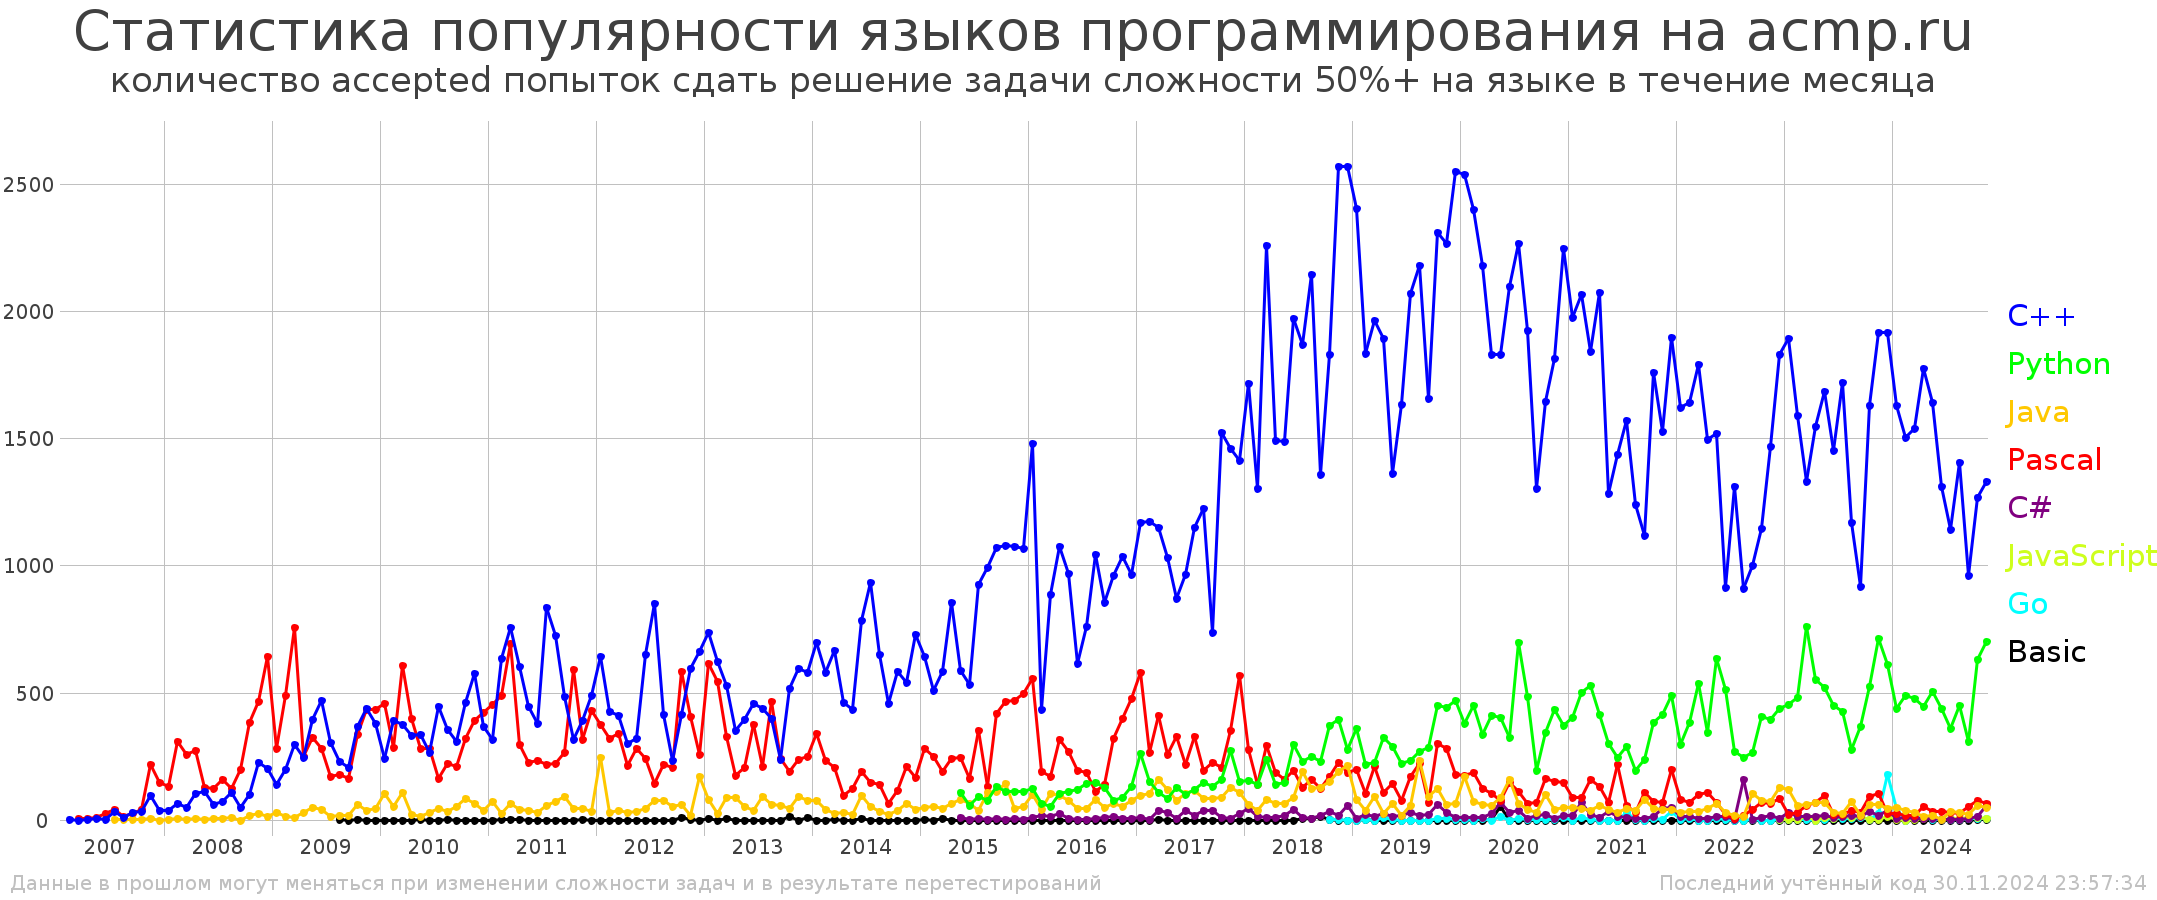 Статистика популярности языков программирования на acmp.ru
количество accepted попыток сдать решение задачи сложности 50%+ на языке в течение месяца
2500
2000
1500
1000
500
0
C++
Python
Java
Pascal
C#
JavaScript
Go
Basic
2007 2008 2009 2010 2011 2012 2013 2014 2015 2016 2017 2018 2019 2020 2021 2022 2023 2024
Данные в прошлом могут меняться при изменении сложности задач и в результате перетестирований
Последний учтённый код 30.11.2024 23:57:34